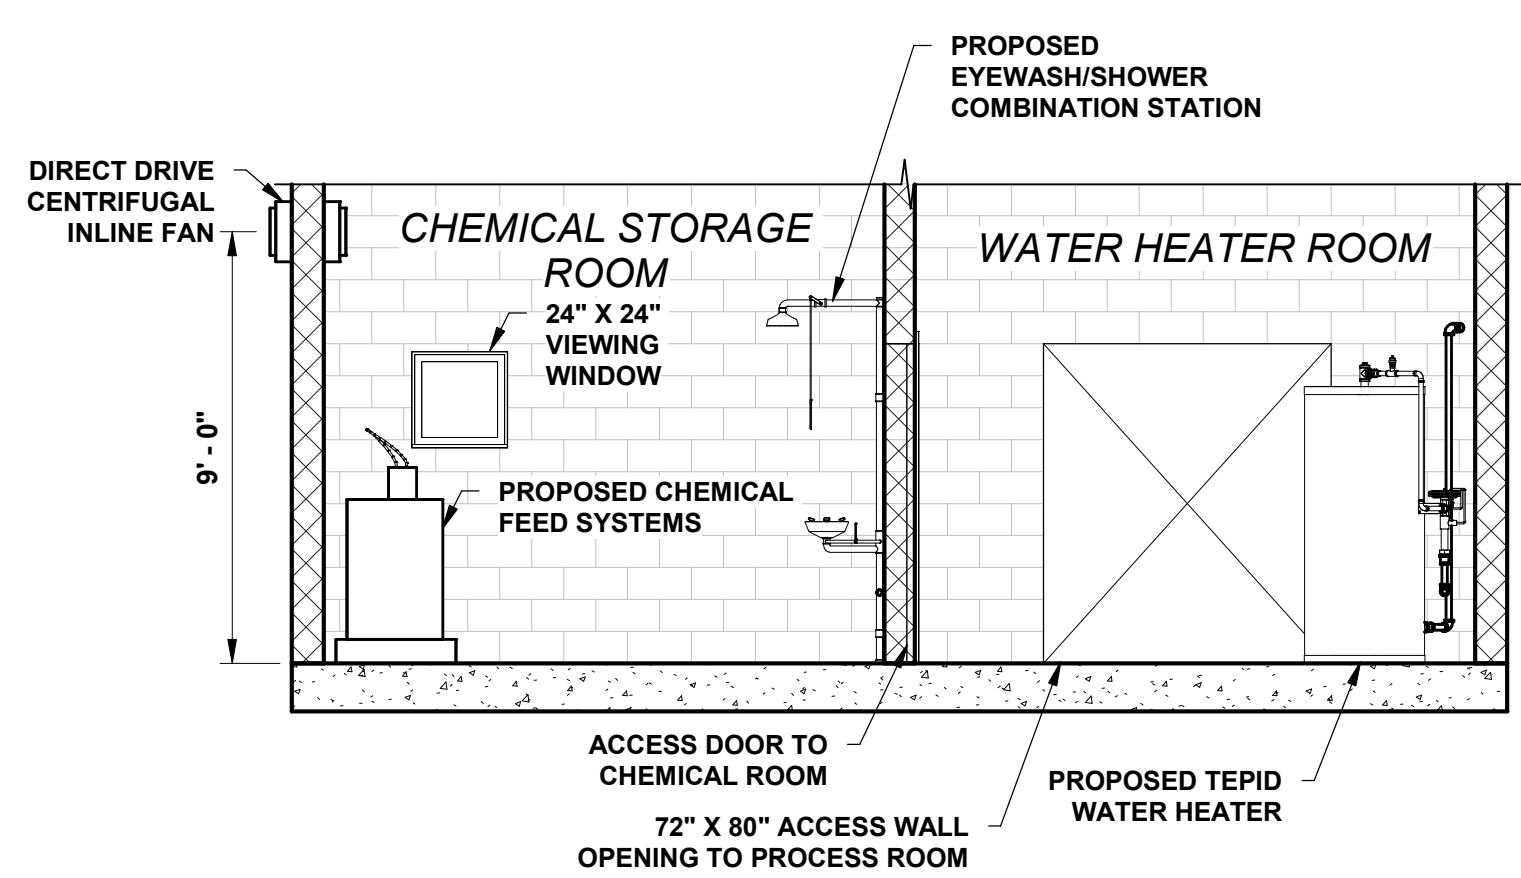 PROPOSED
EYEWASH/SHOWER
COMBINATION STATION
DIRECT DRIVE
CENTRIFUGAL
INLINE FAN
CHEMICAL STORAGE
ROOM
WATER HEATER ROOM
24" X 24"
VIEWING
WINDOW
9' - 0"
PROPOSED CHEMICAL
FEED SYSTEMS
ACCESS DOOR TO
CHEMICAL ROOM
PROPOSED TEPID
WATER HEATER
72" X 80" ACCESS WALL
OPENING TO PROCESS ROOM